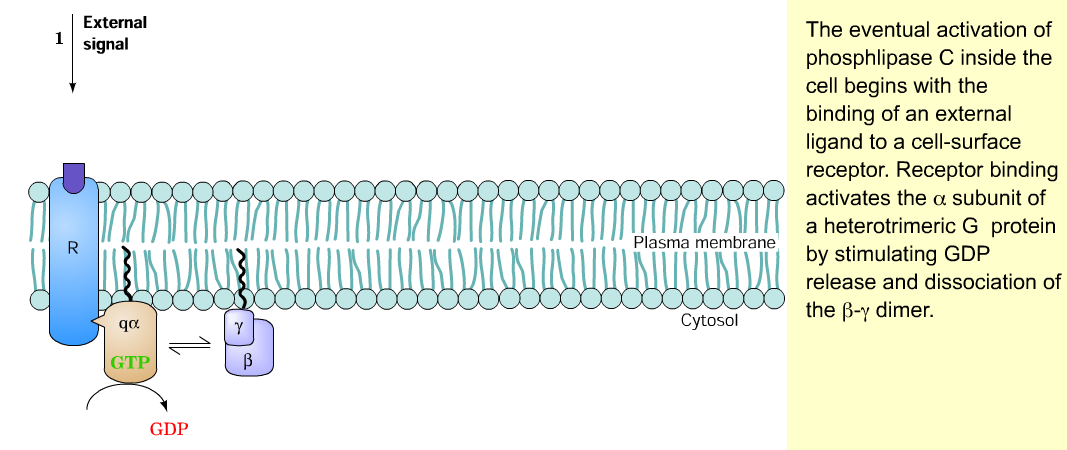 External
signal
1
R
Plasma membrane
Cytosol
qα
GTP
γ
β
GDP
The eventual activation of
phosphlipase C inside the
cell begins with the
binding of an external
ligand to a cell-surface
receptor. Receptor binding
activates the α subunit of
a heterotrimeric G protein
by stimulating GDP
release and dissociation of
the β-γ dimer.